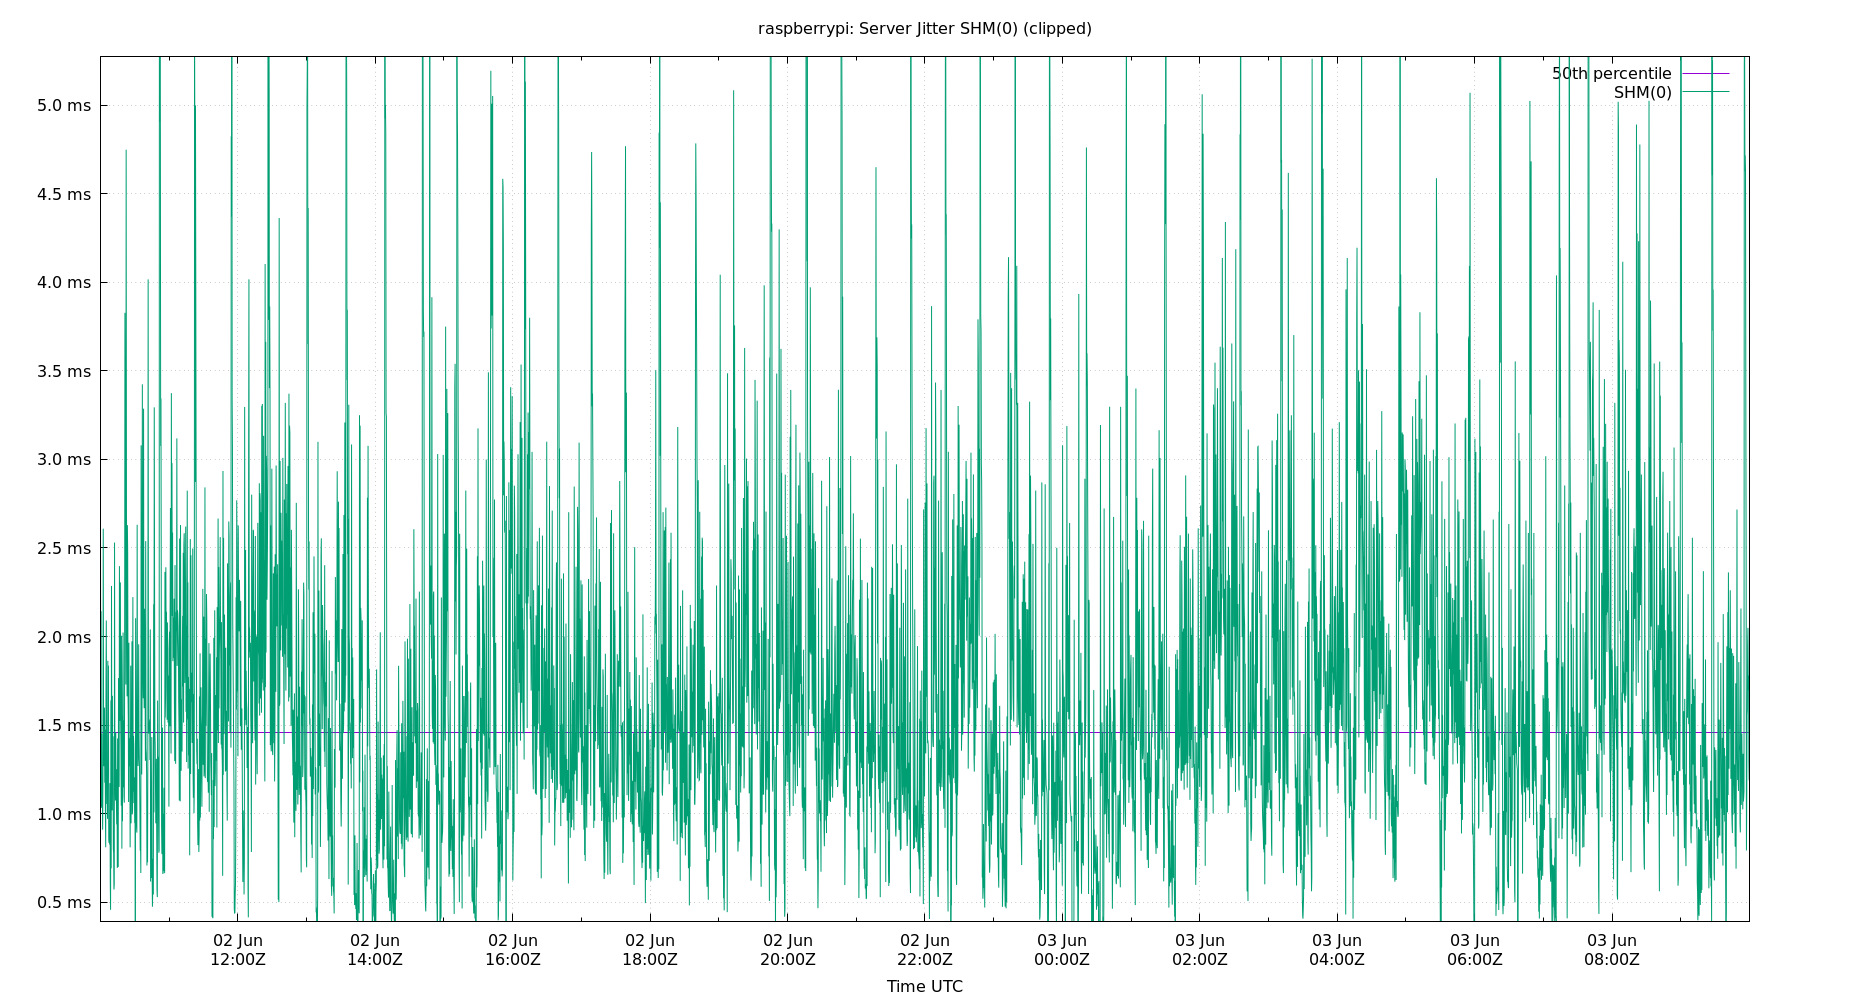 raspberrypi: Server Jitter SHM(0) (clipped)
50th percentile
SHM(0)
5.0 ms
4.5 ms
4.0 ms
3.5 ms
3.0 ms
2.5 ms
2.0 ms
1.5 ms
1.0 ms
0.5 ms
02 Jun 02 Jun 02 Jun 02 Jun 02 Jun 02 Jun 03 Jun 03 Jun 03 Jun 03 Jun 03 Jun
12:00Z 14:00Z 16:00Z 18:00Z 20:00Z 22:00Z 00:00Z 02:00Z 04:00Z 06:00Z 08:00Z
Time UTC